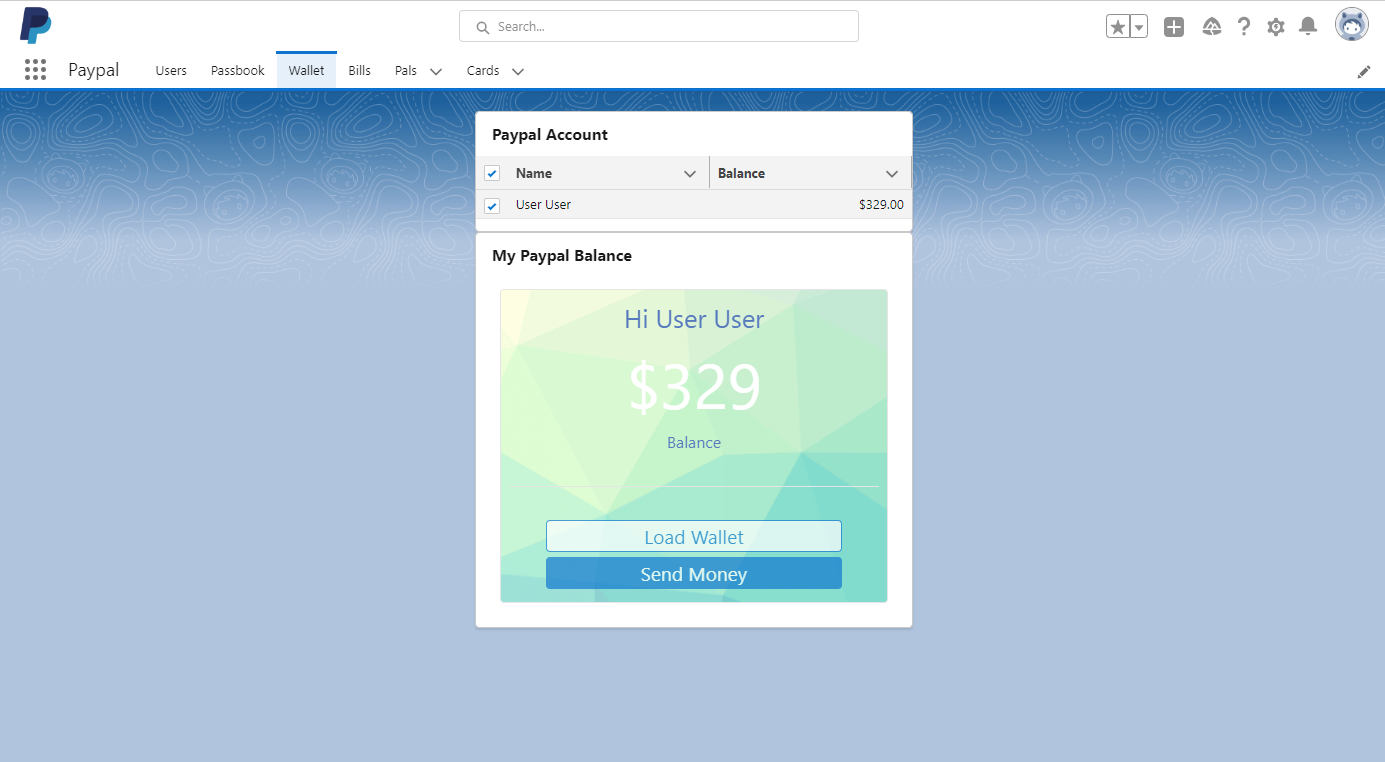 Search...
Paypal Users Passbook Wallet Bills Pals Cards
Paypal Account
Name Balance
User User $329.00
My Paypal Balance
Hi User User
$329
Balance
Load Wallet
Send Money